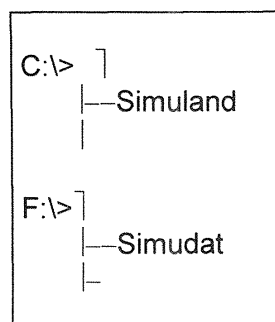 C:\> ┐
|--Simuland
|
F:\> ┐
|--Simudat
|-